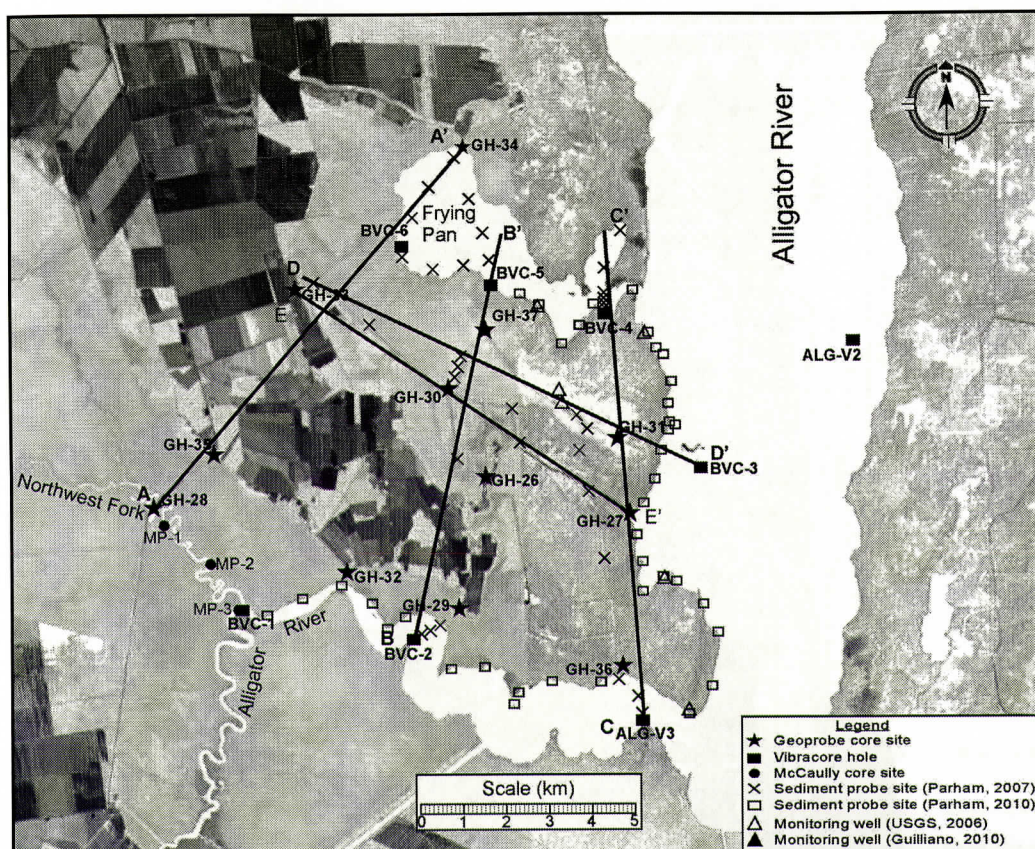 N
A'
GH-34
Frying
Pan
BVC-6
B'
C'
Alligator River
D
E
BVC-5
GH-37
BVC-4
ALG-V2
GH-30
GH-31
D'
BVC-3
GH-35
GH-26
Northwest Fork
A
GH-28
GH-27
E'
MP-1
MP-2
GH-32
MP-3
BVC-1
River
GH-29
B
BVC-2
Alligator
GH-36
C
ALG-V3
Scale (km)
0 1 2 3 4 5
Legend
Geoprobe core site
Vibracore hole
McCaully core site
Sediment probe site (Parham, 2007)
Sediment probe site (Parham, 2010)
Monitoring well (USGS, 2006)
Monitoring well (Guilliano, 2010)